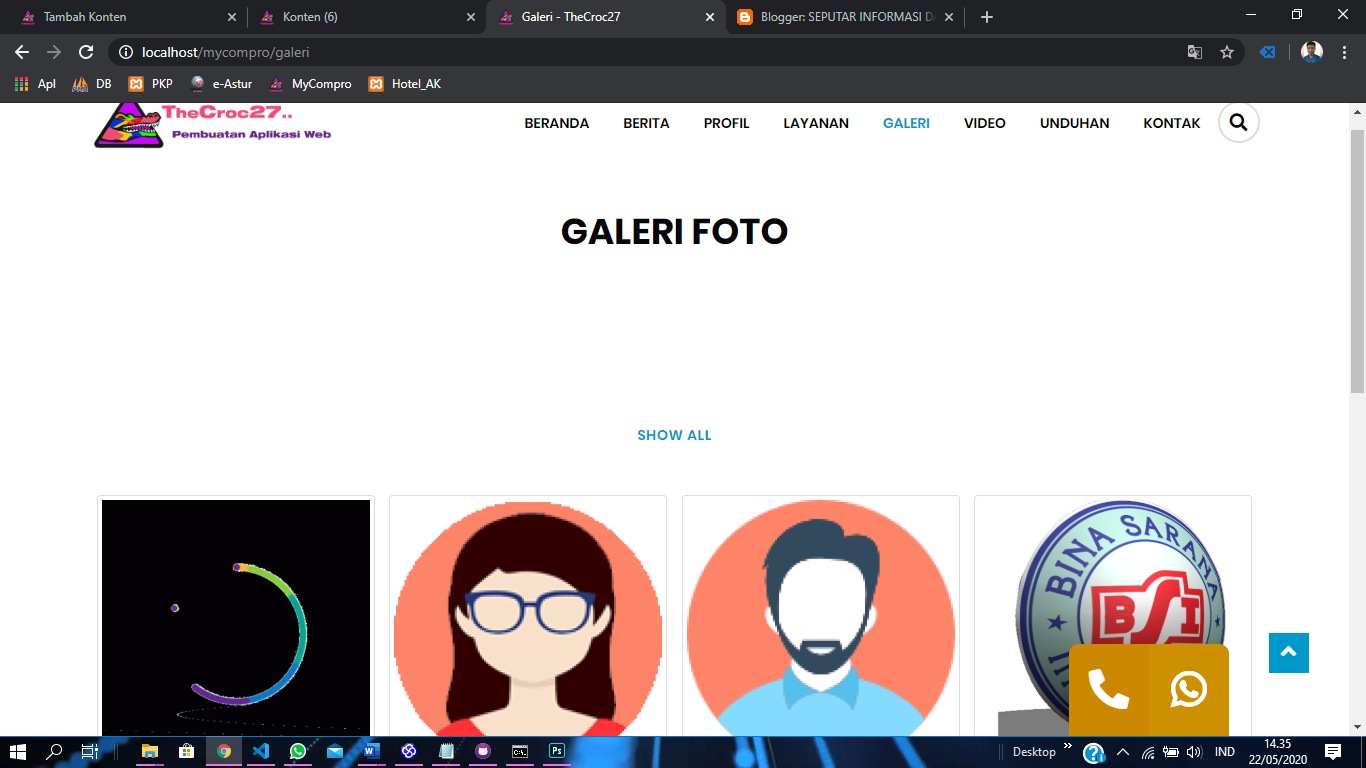 Tambah Konten
Konten (6)
Galeri - TheCroc27
Blogger: SEPUTAR INFORMASI D
localhost/mycompro/galeri
Apl
DB
PKP
e-Astur
MyCompro
Hotel_AK
TheCroc27..
Pembuatan Aplikasi Web
BERANDA
BERITA
PROFIL
LAYANAN
GALERI
VIDEO
UNDUHAN
KONTAK
GALERI FOTO
SHOW ALL
BINA SARANA
BSI
Desktop
IND
14.35
22/05/2020